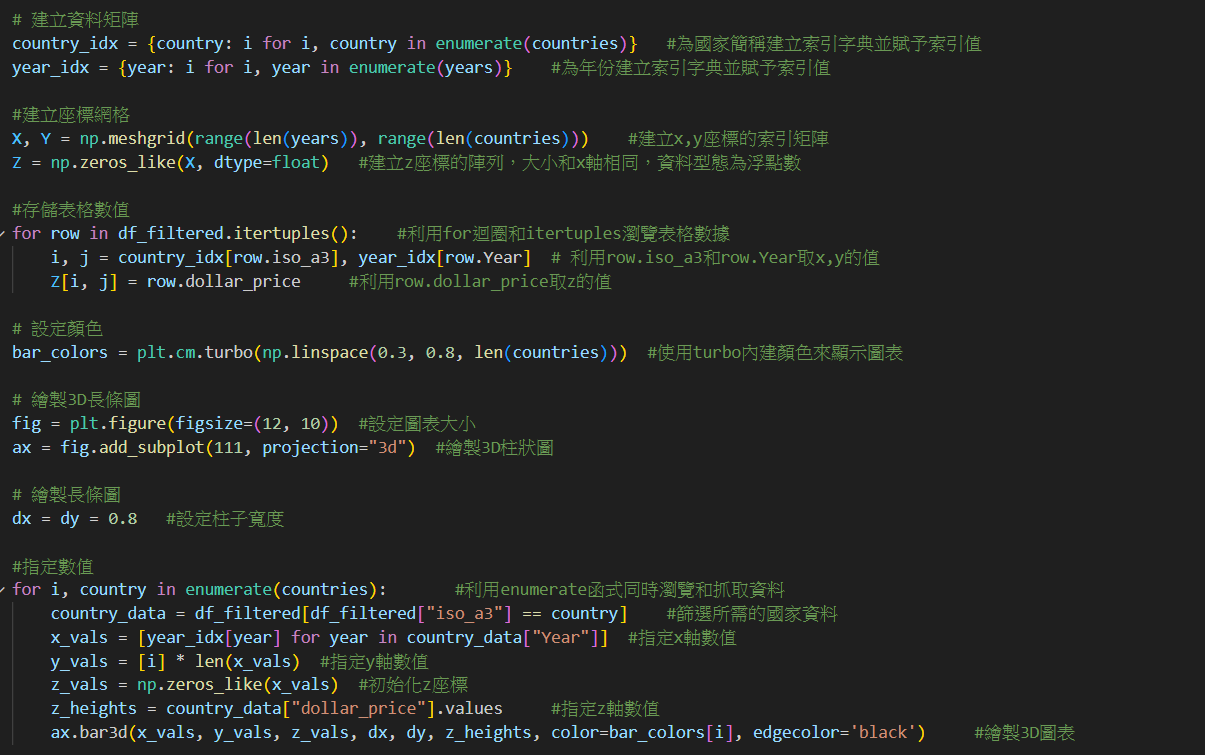 # 建立資料矩陣
country_idx = {country: i for i, country in enumerate(countries)}   #為國家簡稱建立索引字典並賦予索引值
year_idx = {year: i for i, year in enumerate(years)}    #為年份建立索引字典並賦予索引值
#建立座標網格
X, Y = np.meshgrid(range(len(years)), range(len(countries)))    #建立x,y座標的索引矩陣
Z = np.zeros_like(X, dtype=float)   #建立z座標的陣列，大小和x軸相同，資料型態為浮點數
#存儲表格數值
for row in df_filtered.itertuples():    #利用for迴圈和itertuples瀏覽表格數據
    i, j = country_idx[row.iso_a3], year_idx[row.Year]  # 利用row.iso_a3和row.Year取x,y的值
    Z[i, j] = row.dollar_price     #利用row.dollar_price取z的值
# 設定顏色
bar_colors = plt.cm.turbo(np.linspace(0.3, 0.8, len(countries)))  #使用turbo內建顏色來顯示圖表
# 繪製3D長條圖
fig = plt.figure(figsize=(12, 10))  #設定圖表大小
ax = fig.add_subplot(111, projection="3d")  #繪製3D柱狀圖
# 繪製長條圖
dx = dy = 0.8   #設定柱子寬度
#指定數值
for i, country in enumerate(countries):       #利用enumerate函式同時瀏覽和抓取資料
    country_data = df_filtered[df_filtered["iso_a3"] == country]    #篩選所需的國家資料
    x_vals = [year_idx[year] for year in country_data["Year"]]  #指定x軸數值
    y_vals = [i] * len(x_vals)  #指定y軸數值
    z_vals = np.zeros_like(x_vals)  #初始化z座標
    z_heights = country_data["dollar_price"].values     #指定z軸數值
    ax.bar3d(x_vals, y_vals, z_vals, dx, dy, z_heights, color=bar_colors[i], edgecolor='black')     #繪製3D圖表